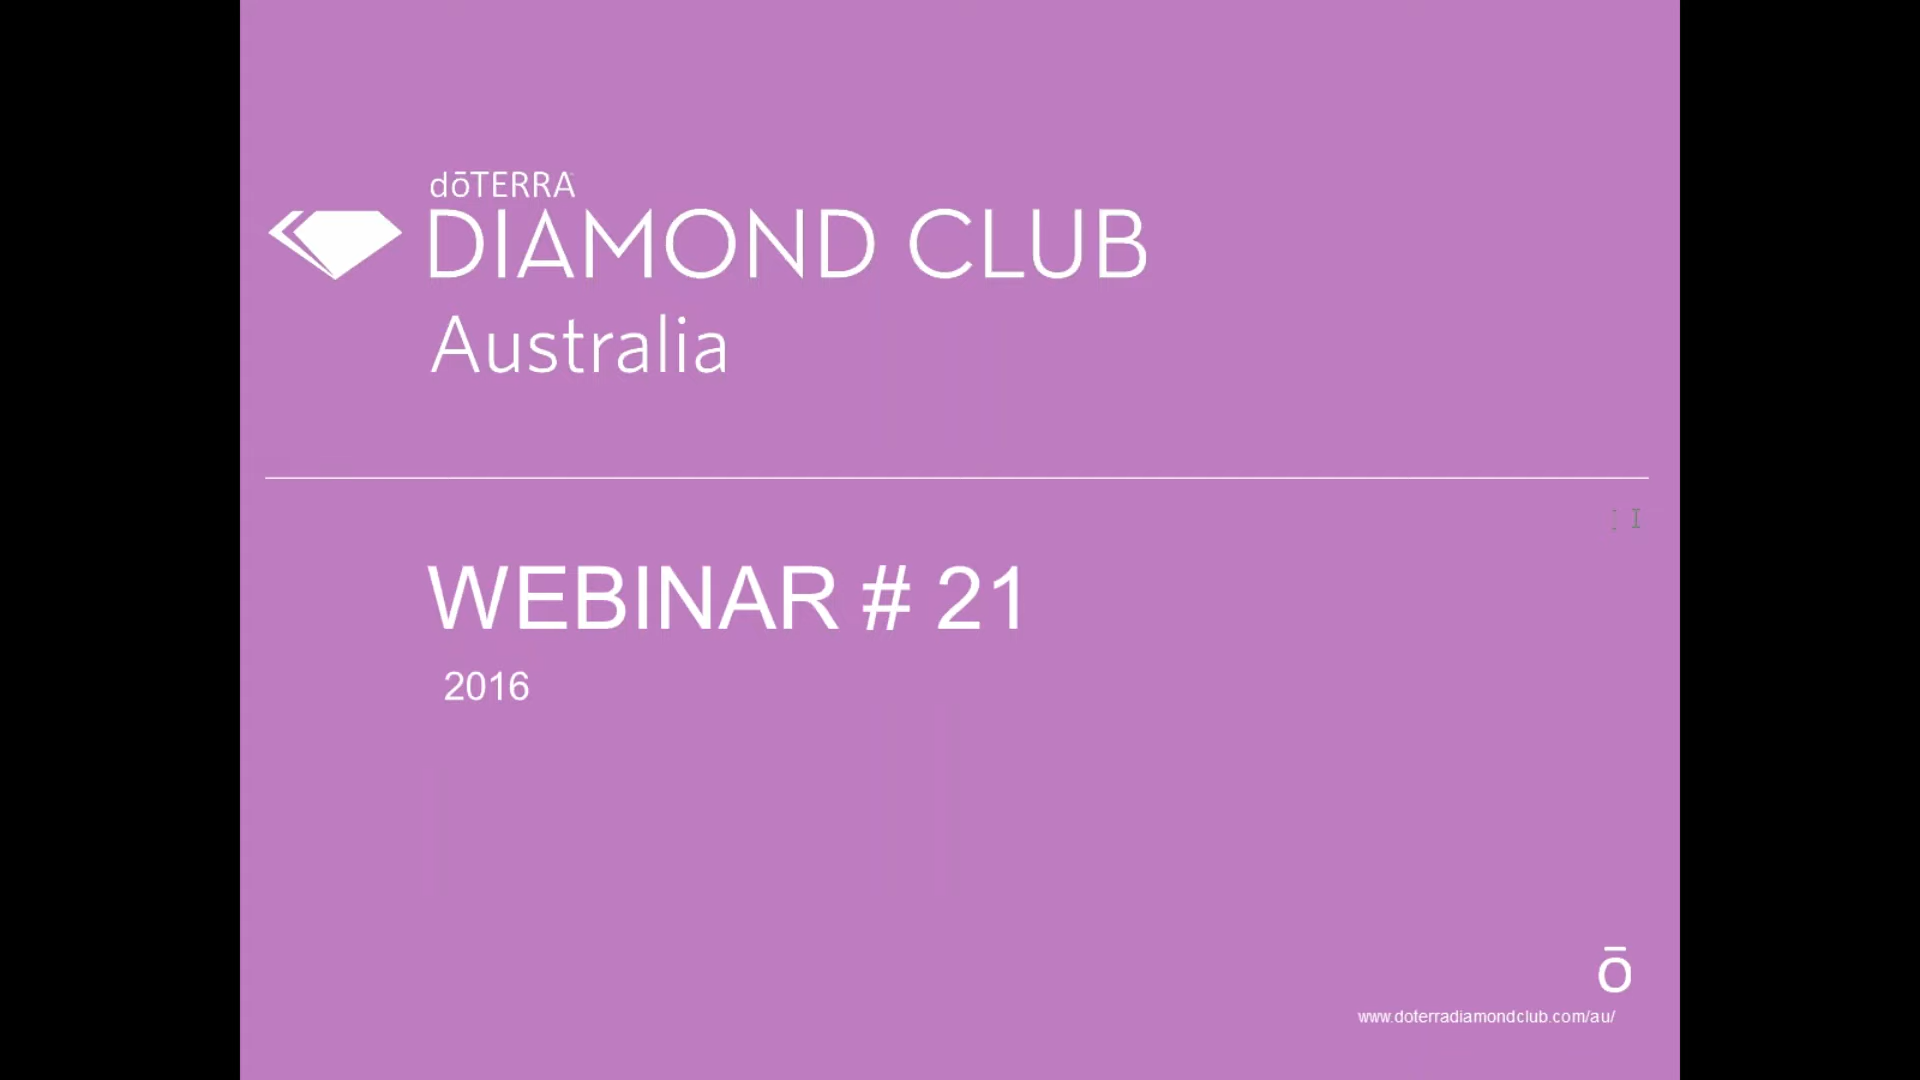 dōTERRA
DIAMOND CLUB
Australia
WEBINAR # 21
2016
ō
www.doterradiamondclub.com/au/